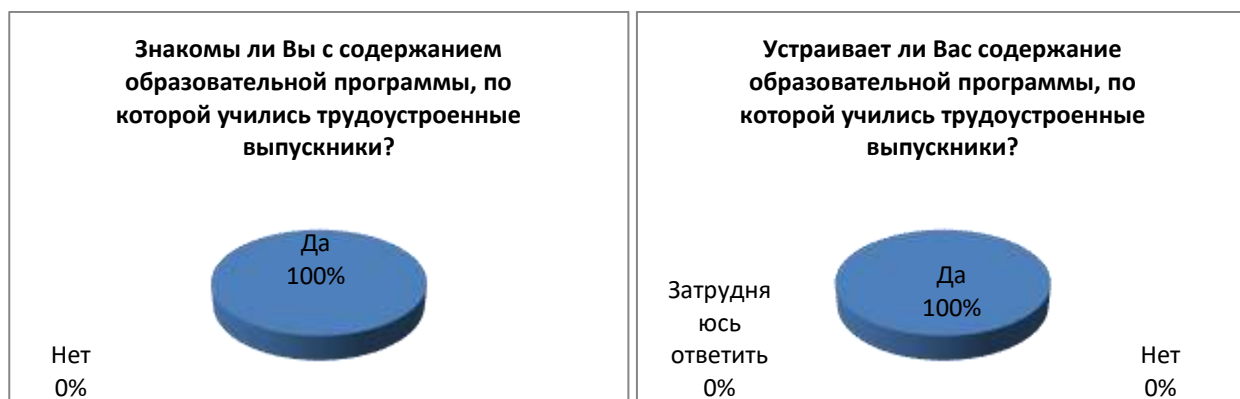 Знакомы ли Вы с содержанием
образовательной программы, по
которой учились трудоустроенные
выпускники?
Да
100%
Нет
0%
Устраивает ли Вас содержание
образовательной программы, по
которой учились трудоустроенные
выпускники?
Да
100%
Затрудня
юсь
ответить
0%
Нет
0%